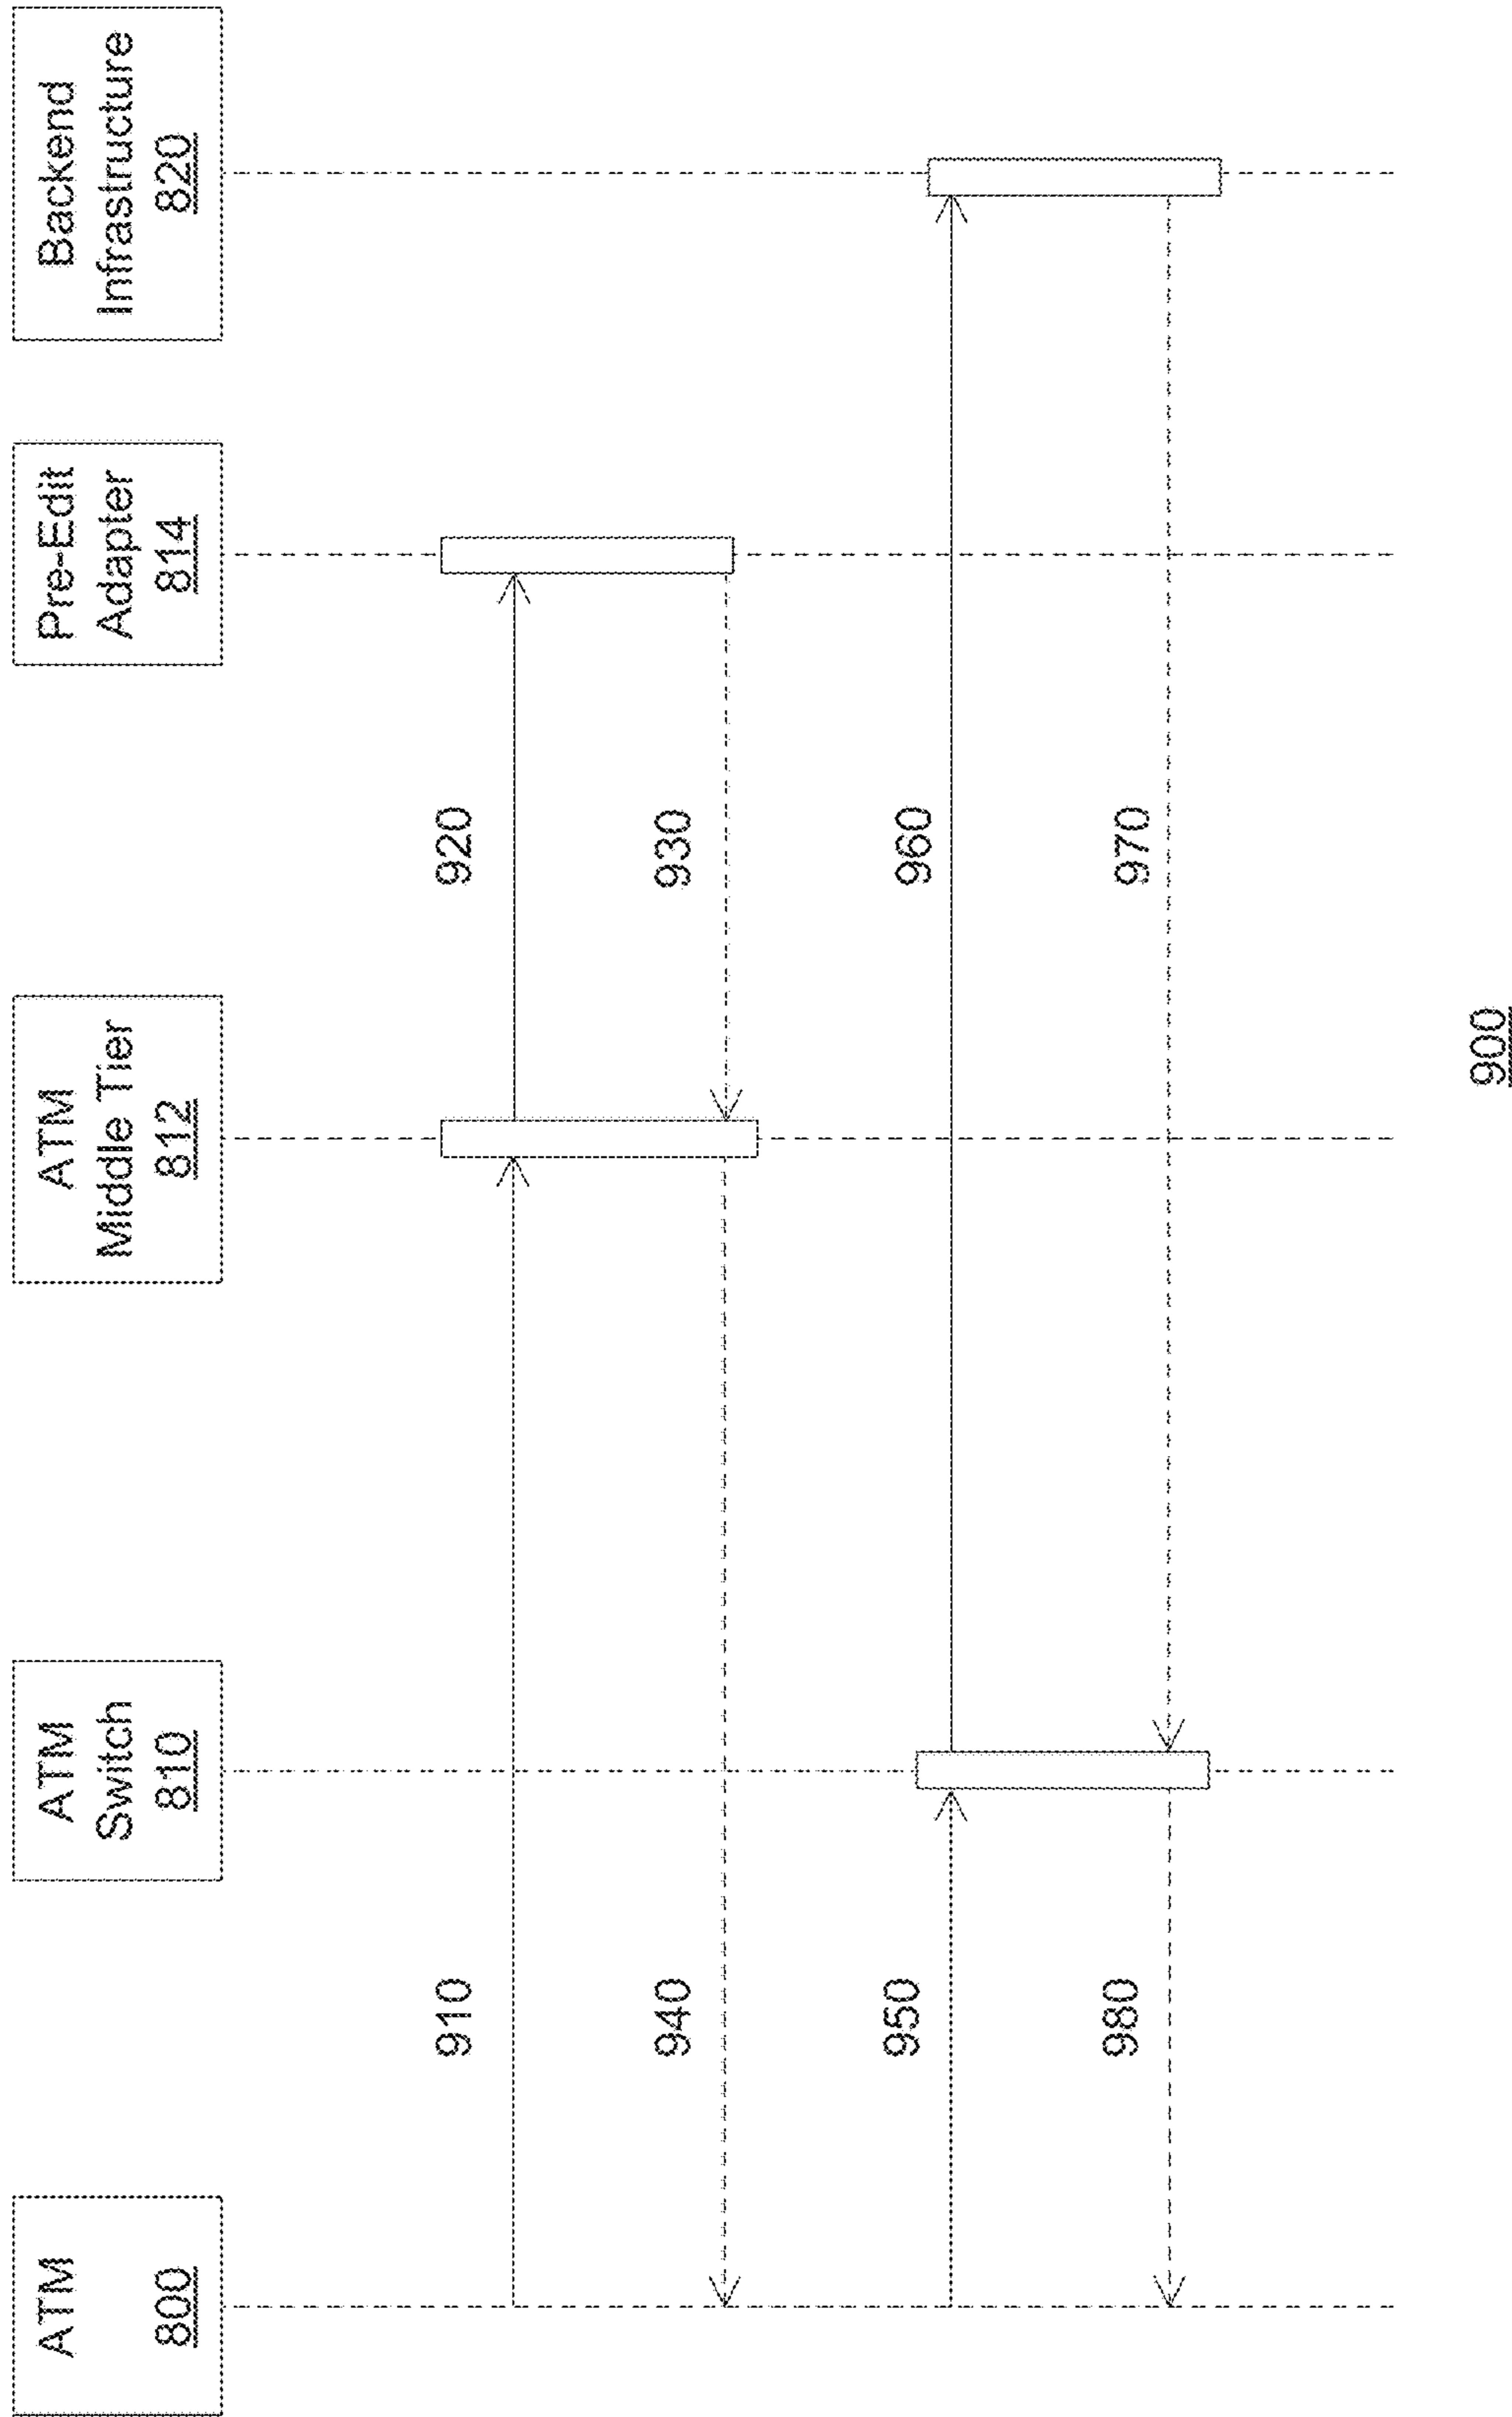 ATM
800
ATM
Switch
810
ATM
Middle Tier
812
Pre-Edit
Adapter
814
Backend
Infrastructure
820
910
920
940
930
950
960
980
970
900